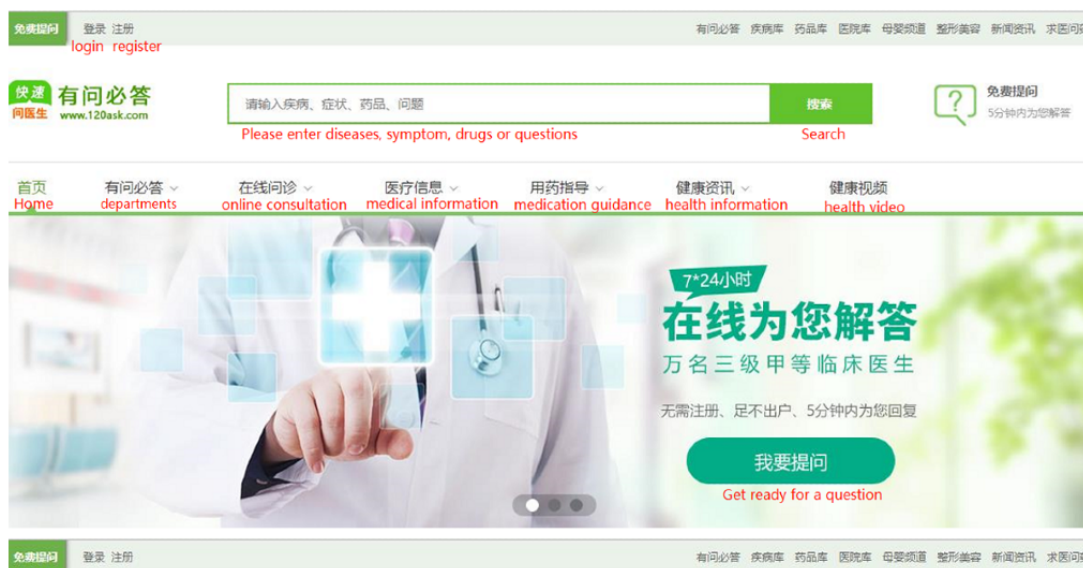 免费提问 登录 注册 有问必答 疾病库 药品库 医院库 母婴频道 整形美容 新闻资讯 求医问
login register
快速 有问必答
问医生 www.120ask.com
请输入疾病、症状、药品、问题 搜索
免费提问
5分钟内为您解答
Please enter diseases, symptom, drugs or questions Search
首页 有问必答 在线问诊 医疗信息 用药指导 健康资讯 健康视频
Home departments online consultation medical information medication guidance health information health video
7*24小时
在线为您解答
万名三级甲等临床医生
无需注册、足不出户、5分钟内为您回复
我要提问
Get ready for a question
免费提问 登录 注册 有问必答 疾病库 药品库 医院库 母婴频道 整形美容 新闻资讯 求医问